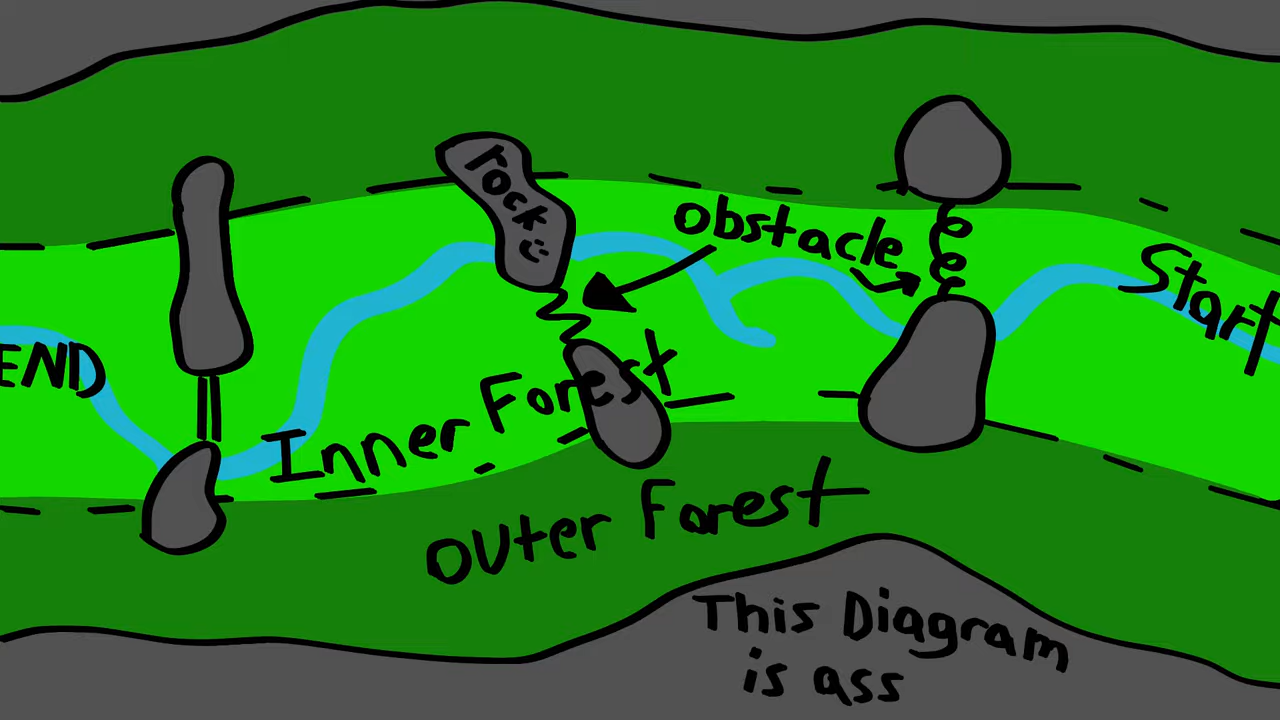 rock :)
obstacle
Start
END
Inner Forest
Outer Forest
This Diagram
is ass